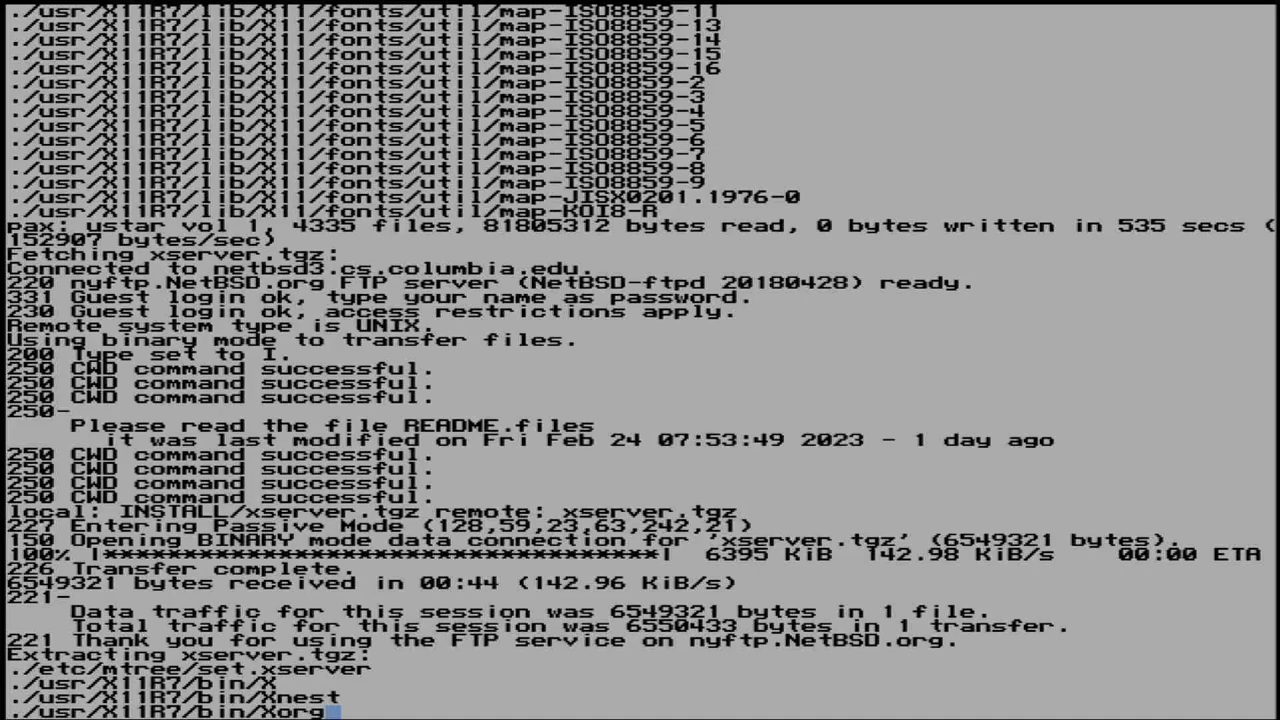 ./usr/X11R7/lib/X11/fonts/util/map-ISO8859-11
./usr/X11R7/lib/X11/fonts/util/map-ISO8859-13
./usr/X11R7/lib/X11/fonts/util/map-ISO8859-14
./usr/X11R7/lib/X11/fonts/util/map-ISO8859-15
./usr/X11R7/lib/X11/fonts/util/map-ISO8859-16
./usr/X11R7/lib/X11/fonts/util/map-ISO8859-2
./usr/X11R7/lib/X11/fonts/util/map-ISO8859-3
./usr/X11R7/lib/X11/fonts/util/map-ISO8859-4
./usr/X11R7/lib/X11/fonts/util/map-ISO8859-5
./usr/X11R7/lib/X11/fonts/util/map-ISO8859-6
./usr/X11R7/lib/X11/fonts/util/map-ISO8859-7
./usr/X11R7/lib/X11/fonts/util/map-ISO8859-8
./usr/X11R7/lib/X11/fonts/util/map-ISO8859-9
./usr/X11R7/lib/X11/fonts/util/map-JISX0201.1976-0
./usr/X11R7/lib/X11/fonts/util/map-KOI8-R
pax: ustar vol 1, 4335 files, 81805312 bytes read, 0 bytes written in 535 secs (
152907 bytes/sec)
Fetching xserver.tgz:
Connected to netbsd3.cs.columbia.edu.
220 nyftp.NetBSD.org FTP server (NetBSD-ftpd 20180428) ready.
331 Guest login ok, type your name as password.
230 Guest login ok, access restrictions apply.
Remote system type is UNIX.
Using binary mode to transfer files.
200 Type set to I.
250 CWD command successful.
250 CWD command successful.
250 CWD command successful.
250-
Please read the file README.files
it was last modified on Fri Feb 24 07:53:49 2023 - 1 day ago
250 CWD command successful.
250 CWD command successful.
250 CWD command successful.
250 CWD command successful.
local: INSTALL/xserver.tgz remote: xserver.tgz
227 Entering Passive Mode (128,59,23,63,242,21)
150 Opening BINARY mode data connection for 'xserver.tgz' (6549321 bytes).
100% |***********************************| 6395 KiB 142.98 KiB/s 00:00 ETA
226 Transfer complete.
6549321 bytes received in 00:44 (142.96 KiB/s)
221-
Data traffic for this session was 6549321 bytes in 1 file.
Total traffic for this session was 6550433 bytes in 1 transfer.
221 Thank you for using the FTP service on nyftp.NetBSD.org.
Extracting xserver.tgz:
./etc/mtree/set.xserver
./usr/X11R7/bin/X
./usr/X11R7/bin/Xnest
./usr/X11R7/bin/Xorg